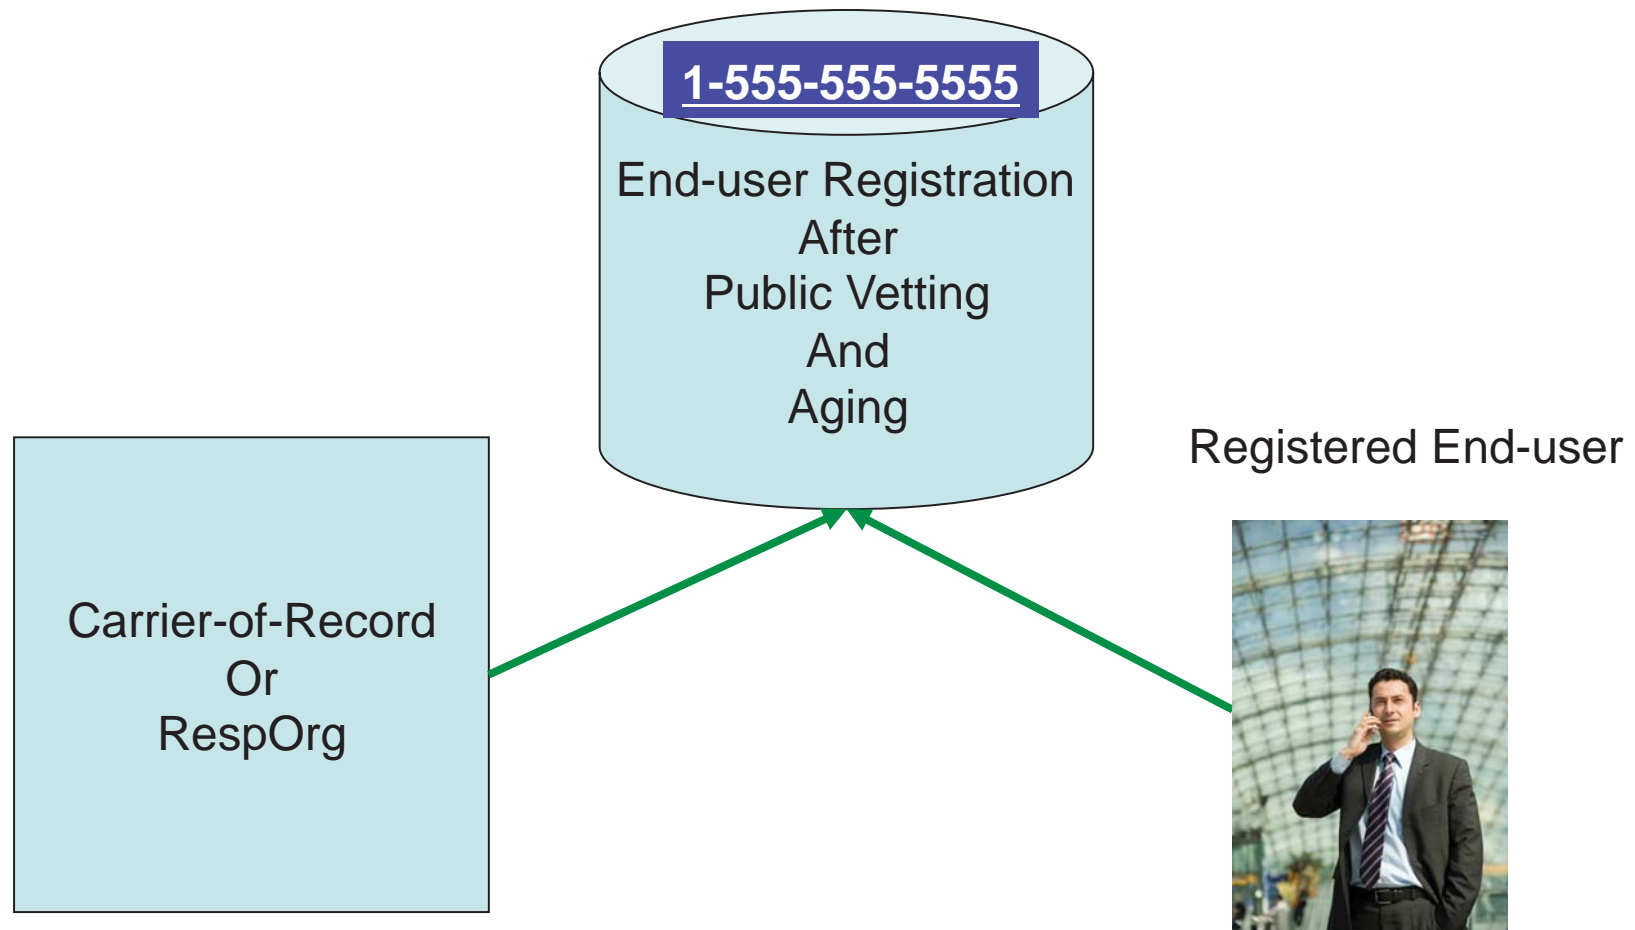 1-555-555-5555
End-user Registration
After
Public Vetting
And
Aging
Registered End-user
Carrier-of-Record
Or
RespOrg